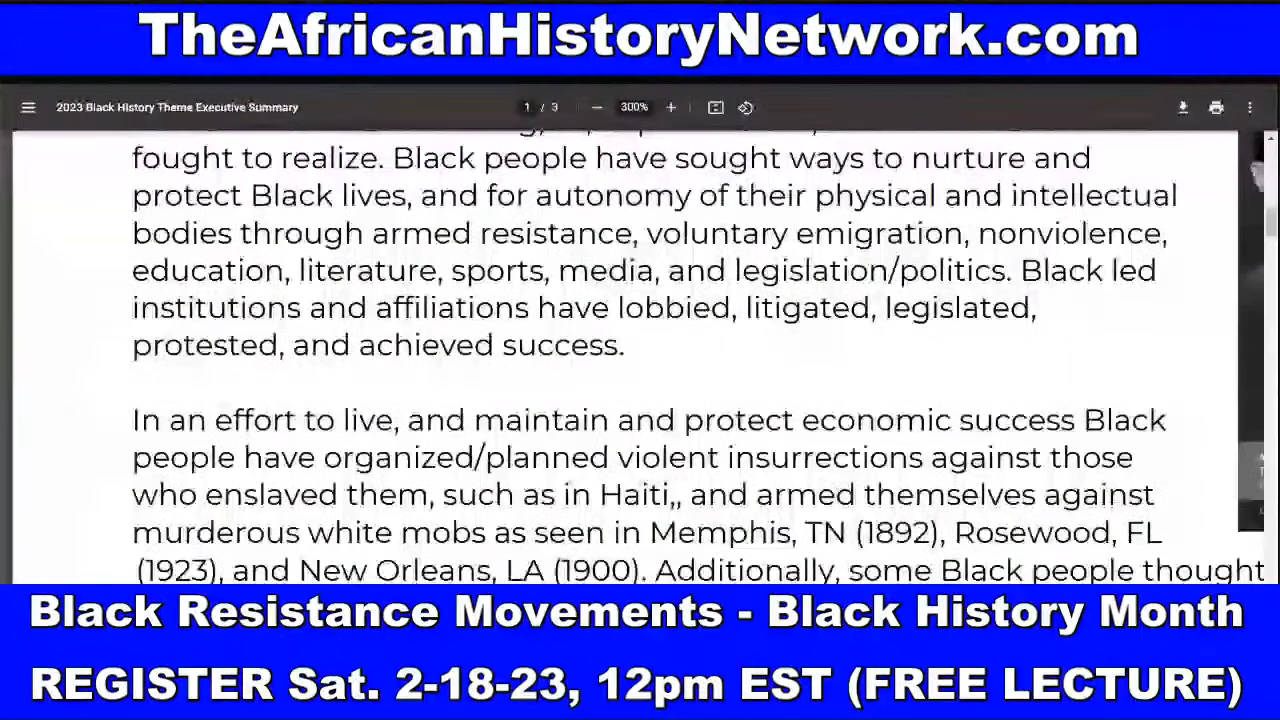 TheAfricanHistoryNetwork.com
2023 Black History Theme Executive Summary
1 / 3
300%
fought to realize. Black people have sought ways to nurture and
protect Black lives, and for autonomy of their physical and intellectual
bodies through armed resistance, voluntary emigration, nonviolence,
education, literature, sports, media, and legislation/politics. Black led
institutions and affiliations have lobbied, litigated, legislated,
protested, and achieved success.
In an effort to live, and maintain and protect economic success Black
people have organized/planned violent insurrections against those
who enslaved them, such as in Haiti,, and armed themselves against
murderous white mobs as seen in Memphis, TN (1892), Rosewood, FL
(1923), and New Orleans, LA (1900). Additionally, some Black people thought
Black Resistance Movements - Black History Month
REGISTER Sat. 2-18-23, 12pm EST (FREE LECTURE)